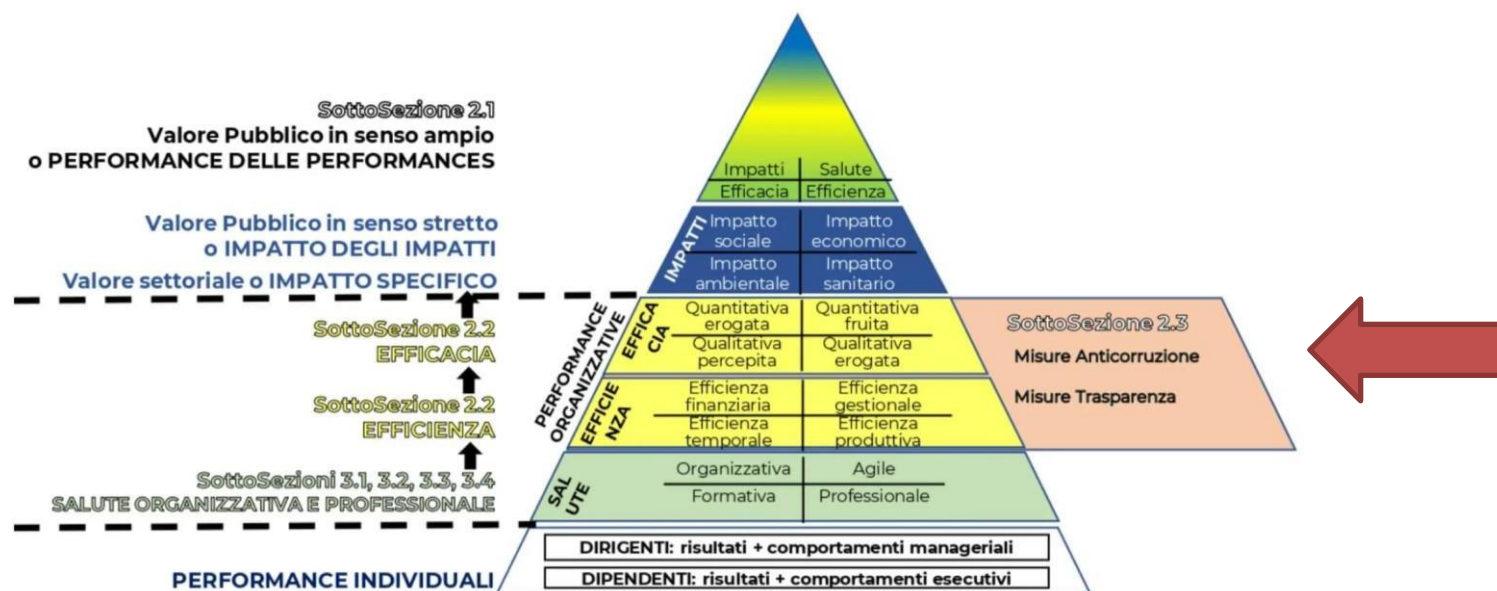 SottoSezione 2.1
Valore Pubblico in senso ampio
o PERFORMANCE DELLE PERFORMANCES
Valore Pubblico in senso stretto
o IMPATTO DEGLI IMPATTI
Valore settoriale o IMPATTO SPECIFICO
SottoSezione 2.2
EFFICACIA
SottoSezione 2.2
EFFICIENZA
SottoSezioni 3.1, 3.2, 3.3, 3.4
SALUTE ORGANIZZATIVA E PROFESSIONALE
PERFORMANCE INDIVIDUALI
Impatti Salute
Efficacia Efficienza
IMPATTI
Impatto Impatto
sociale economico
Impatto Impatto
ambientale sanitario
PERFORMANCE
ORGANIZZATIVE
EFFICA
CIA
Quantitativa Quantitativa
erogata fruita
Qualitativa Qualitativa
percepita erogata
EFFICIE
NZA
Efficienza Efficienza
finanziaria gestionale
Efficienza Efficienza
temporale produttiva
SAL
UTE
Organizzativa Agile
Formativa Professionale
DIRIGENTI: risultati + comportamenti manageriali
DIPENDENTI: risultati + comportamenti esecutivi
SottoSezione 2.3
Misure Anticorruzione
Misure Trasparenza